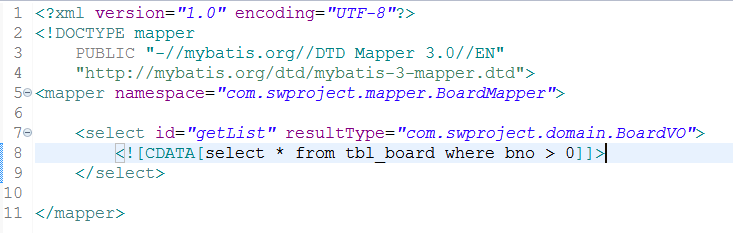 1 <?xml version="1.0" encoding="UTF-8"?>
2 <!DOCTYPE mapper
3     PUBLIC "-//mybatis.org//DTD Mapper 3.0//EN"
4     "http://mybatis.org/dtd/mybatis-3-mapper.dtd">
5 <mapper namespace="com.swproject.mapper.BoardMapper">
6
7     <select id="getList" resultType="com.swproject.domain.BoardVO">
8         <![CDATA[select * from tbl_board where bno > 0]]>
9     </select>
10
11 </mapper>